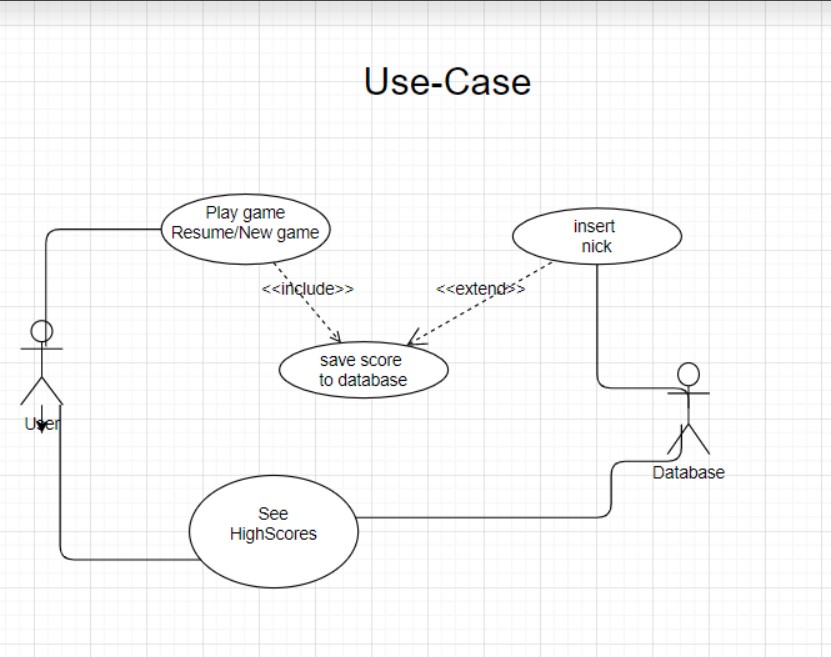 Use-Case
Play game
Resume/New game
insert
nick
<<include>>
<<extend>>
save score
to database
User
Database
See
HighScores